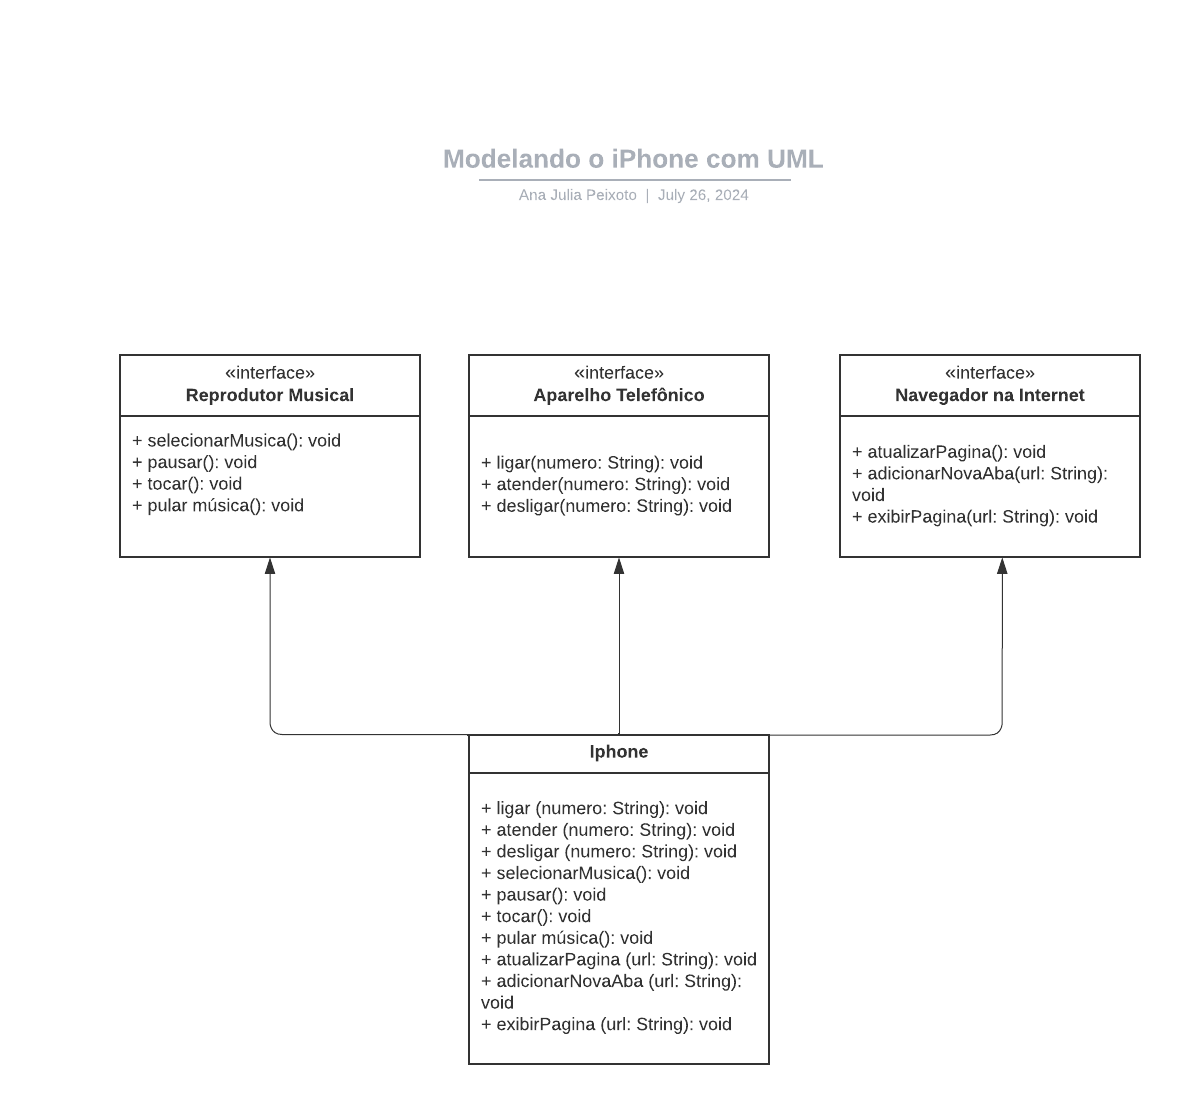 Modelando o iPhone com UML
Ana Julia Peixoto | July 26, 2024
«interface»
Reprodutor Musical
+ selecionarMusica(): void
+ pausar(): void
+ tocar(): void
+ pular música(): void
«interface»
Aparelho Telefônico
+ ligar(numero: String): void
+ atender(numero: String): void
+ desligar(numero: String): void
«interface»
Navegador na Internet
+ atualizarPagina(): void
+ adicionarNovaAba(url: String):
void
+ exibirPagina(url: String): void
Iphone
+ ligar (numero: String): void
+ atender (numero: String): void
+ desligar (numero: String): void
+ selecionarMusica(): void
+ pausar(): void
+ tocar(): void
+ pular música(): void
+ atualizarPagina (url: String): void
+ adicionarNovaAba (url: String):
void
+ exibirPagina (url: String): void